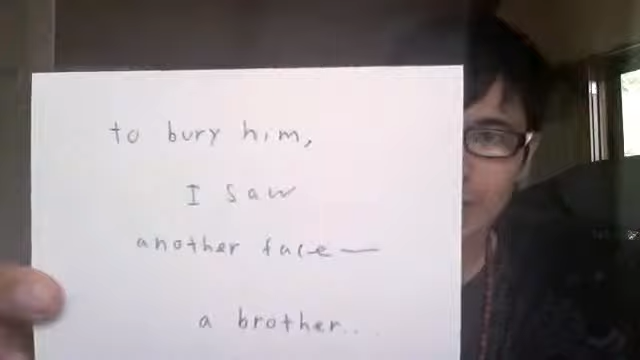 to bury him,
I saw
another face—
a brother...